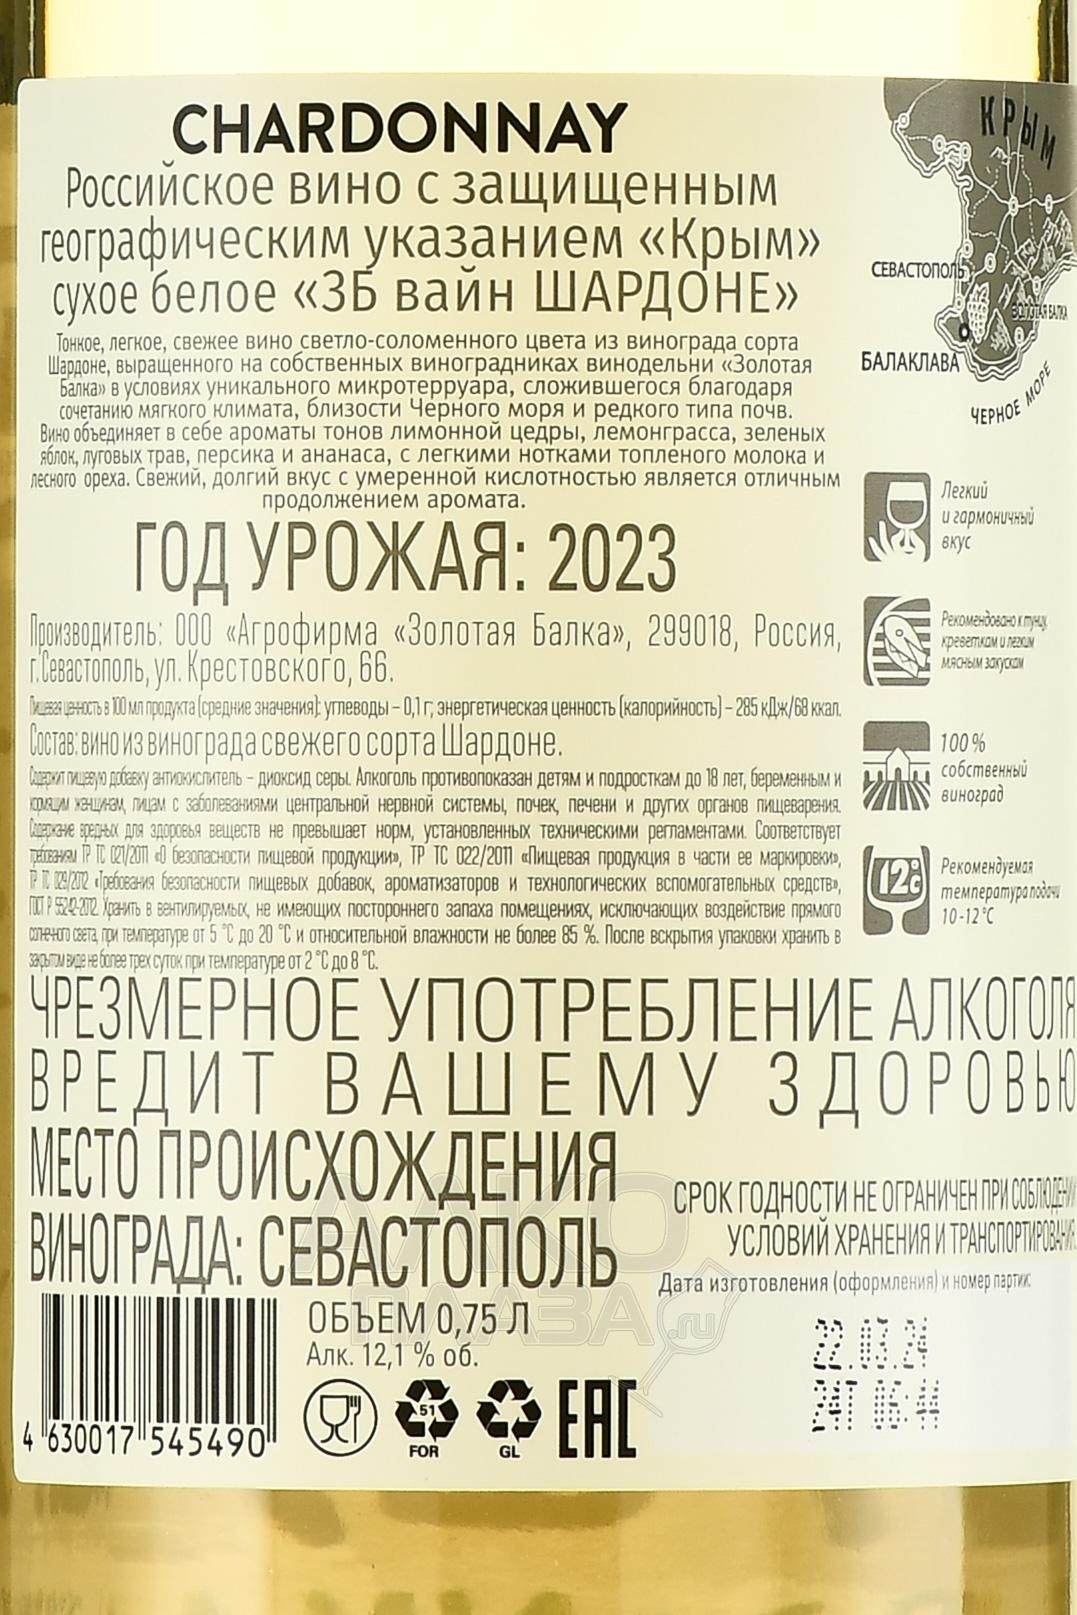 CHARDONNAY
Российское вино с защищенным
географическим указанием «Крым»
сухое белое «ЗБ вайн ШАРДОНЕ»
Тонкое, легкое, свежее вино светло-соломенного цвета из винограда сорта
Шардоне, выращенного на собственных виноградниках винодельни «Золотая
Балка» в условиях уникального микротерруара, сложившегося благодаря
сочетанию мягкого климата, близости Черного моря и редкого типа почв.
Вино объединяет в себе ароматы тонов лимонной цедры, лемонграсса, зеленых
яблок, луговых трав, персика и ананаса, с легкими нотками топленого молока и
лесного ореха. Свежий, долгий вкус с умеренной кислотностью является отличным
продолжением аромата.
ГОД УРОЖАЯ: 2023
Производитель: ООО «Агрофирма «Золотая Балка», 299018, Россия,
г.Севастополь, ул. Крестовского, 66.
Пищевая ценность в 100 мл продукта (средние значения): углеводы – 0,1 г; энергетическая ценность (калорийность) – 285 кДж/68 ккал.
Состав: вино из винограда свежего сорта Шардоне.
Содержит пищевую добавку антиокислитель – диоксид серы. Алкоголь противопоказан детям и подросткам до 18 лет, беременным и
кормящим женщинам, лицам с заболеваниями центральной нервной системы, почек, печени и других органов пищеварения.
Содержание вредных для здоровья веществ не превышает норм, установленных техническими регламентами. Соответствует
требованиям ТР ТС 021/2011 «О безопасности пищевой продукции», ТР ТС 022/2011 «Пищевая продукция в части ее маркировки»,
ТР ТС 029/2012 «Требования безопасности пищевых добавок, ароматизаторов и технологических вспомогательных средств»,
ГОСТ Р 55242-2012. Хранить в вентилируемых, не имеющих постороннего запаха помещениях, исключающих воздействие прямого
солнечного света, при температуре от 5 °С до 20 °С и относительной влажности не более 85 %. После вскрытия упаковки хранить в
закрытом виде не более трех суток при температуре от 2 °С до 8 °С.
КРЫМ
СЕВАСТОПОЛЬ
ЗОЛОТАЯ БАЛКА
БАЛАКЛАВА
ЧЕРНОЕ МОРЕ
Легкий
и гармоничный
вкус
Рекомендовано к тунцу,
креветкам и легким
мясным закускам
100 %
собственный
виноград
12°C
Рекомендуемая
температура подачи
10-12 °С
ЧРЕЗМЕРНОЕ УПОТРЕБЛЕНИЕ АЛКОГОЛЯ
ВРЕДИТ ВАШЕМУ ЗДОРОВЬЮ
МЕСТО ПРОИСХОЖДЕНИЯ
ВИНОГРАДА: СЕВАСТОПОЛЬ
СРОК ГОДНОСТИ НЕ ОГРАНИЧЕН ПРИ СОБЛЮДЕНИИ
УСЛОВИЙ ХРАНЕНИЯ И ТРАНСПОРТИРОВАНИЯ.
Дата изготовления (оформления) и номер партии:
22.03.24
24Т 06:44
ОБЪЕМ 0,75 Л
Алк. 12,1 % об.
51
FOR
GL
EAC
4 630017 545490
АЛКО
ПЛАЗА.ru